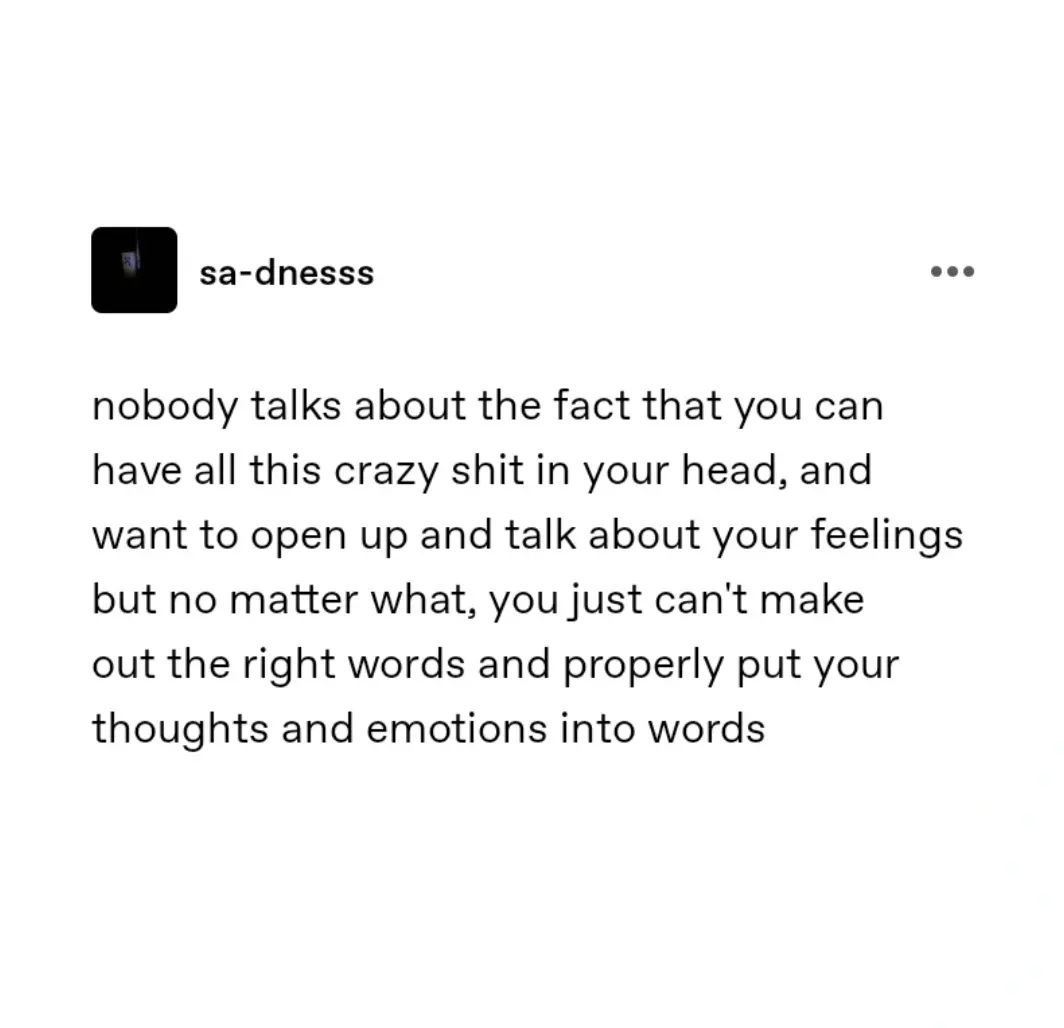 sa-dnesss
nobody talks about the fact that you can
have all this crazy shit in your head, and
want to open up and talk about your feelings
but no matter what, you just can't make
out the right words and properly put your
thoughts and emotions into words